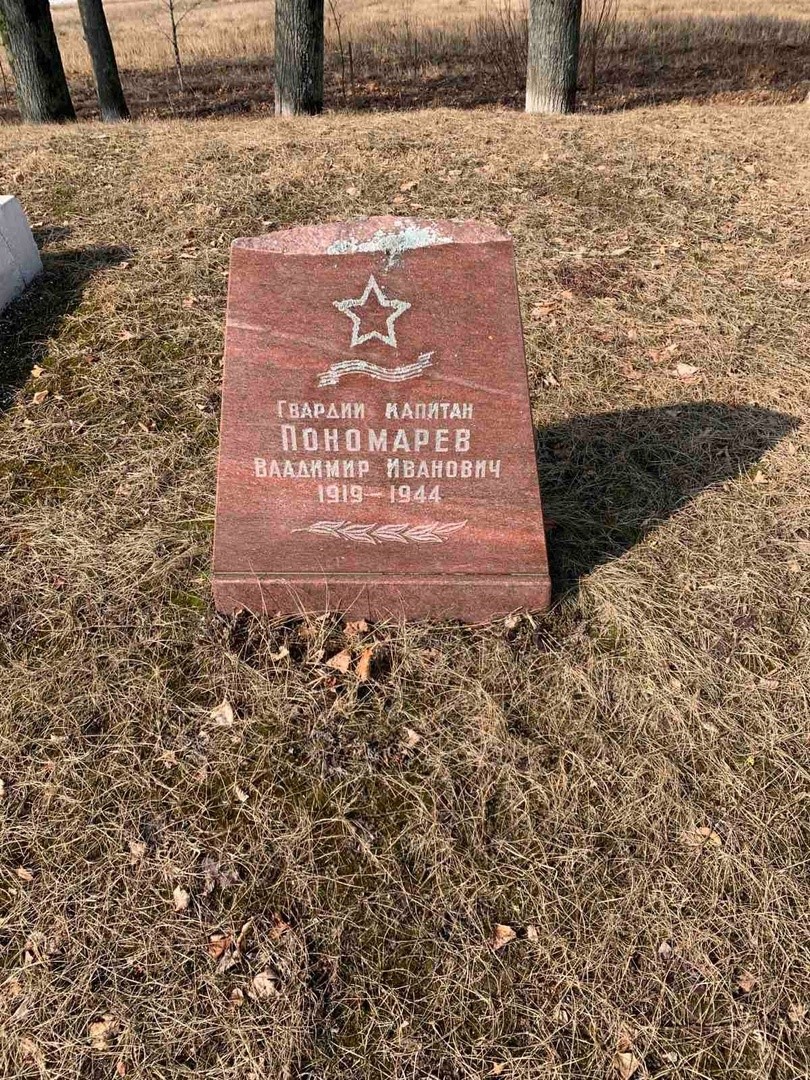 Гвардии капитан
Пономарев
Владимир Иванович
1919-1944